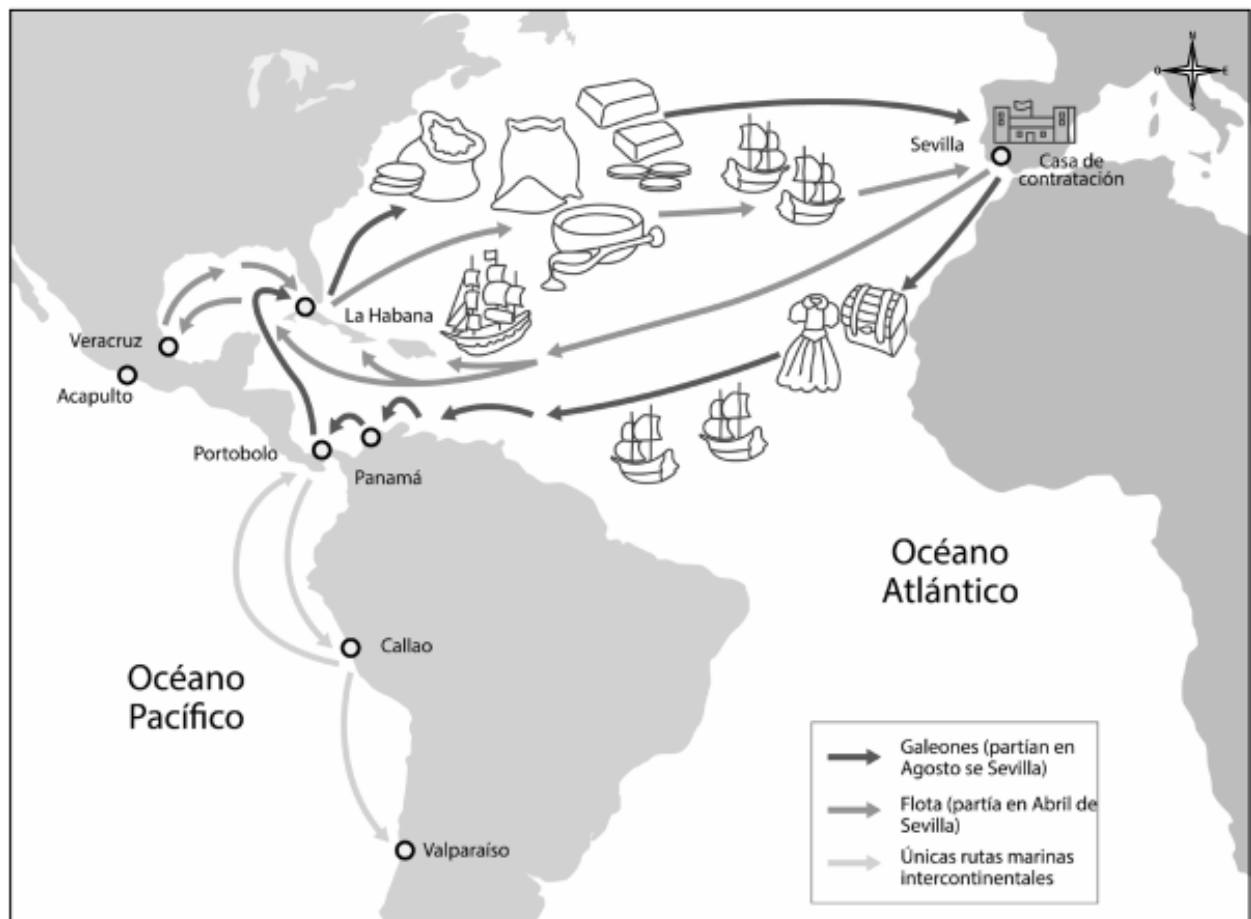 N
O
E
S
Sevilla
Casa de
contratación
La Habana
Veracruz
Acapulto
Portobolo
Panamá
Océano
Atlántico
Callao
Océano
Pacífico
Valparaíso
Galeones (partían en
Agosto se Sevilla)
Flota (partía en Abril de
Sevilla)
Únicas rutas marinas
intercontinentales